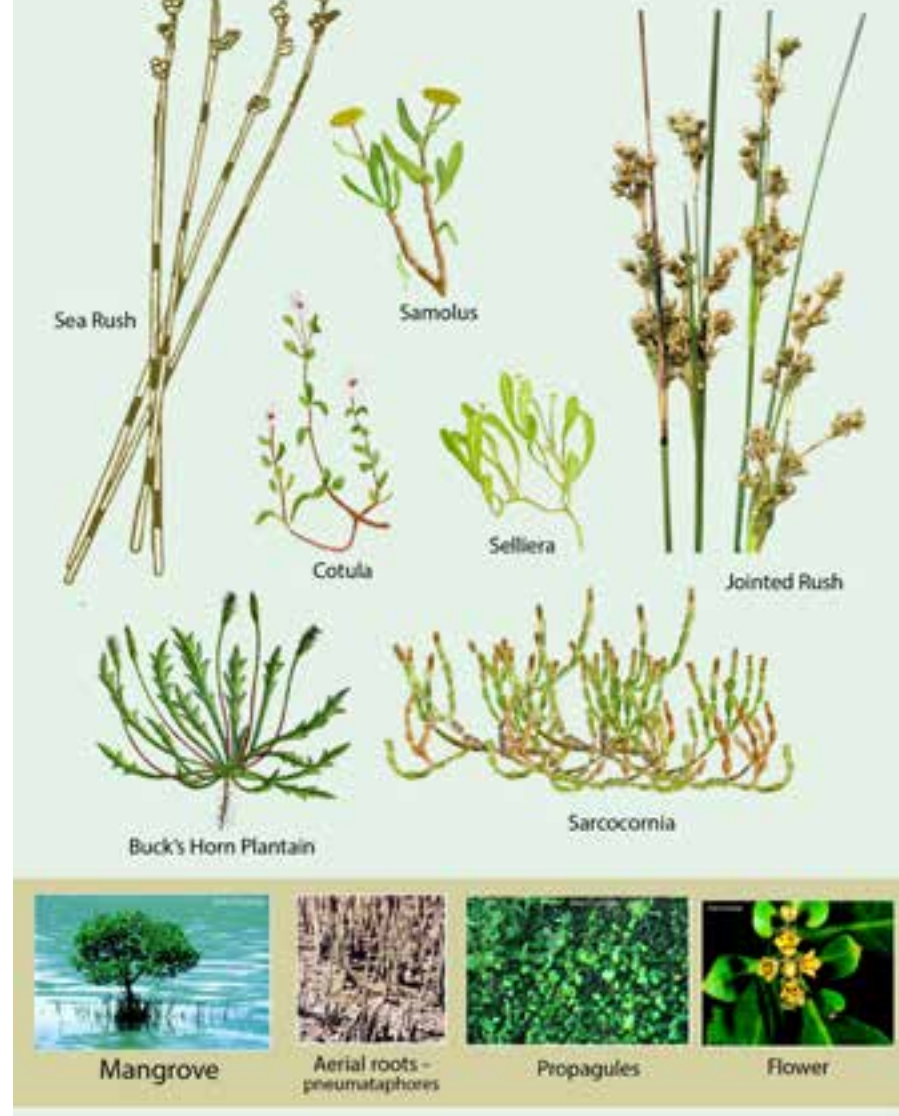 Sea Rush
Samolus
Cotula
Selliera
Jointed Rush
Buck's Horn Plantain
Sarcocornia
Mangrove
Aerial roots -
pneumataphores
Propagules
Flower